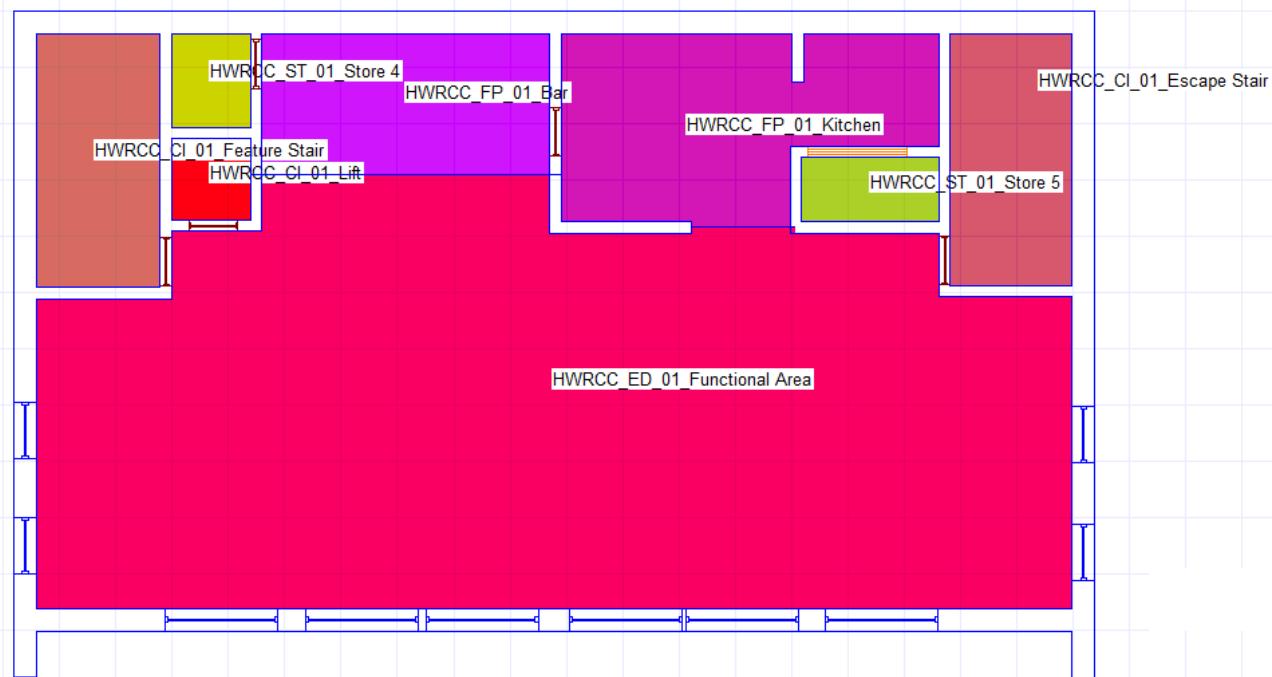 HWRCC_ST_01_Store 4
HWRCC_CI_01_Escape Stair
HWRCC_FP_01_Bar
HWRCC_FP_01_Kitchen
HWRCC_CI_01_Feature Stair
HWRCC_CI_01_Lift
HWRCC_ST_01_Store 5
HWRCC_ED_01_Functional Area